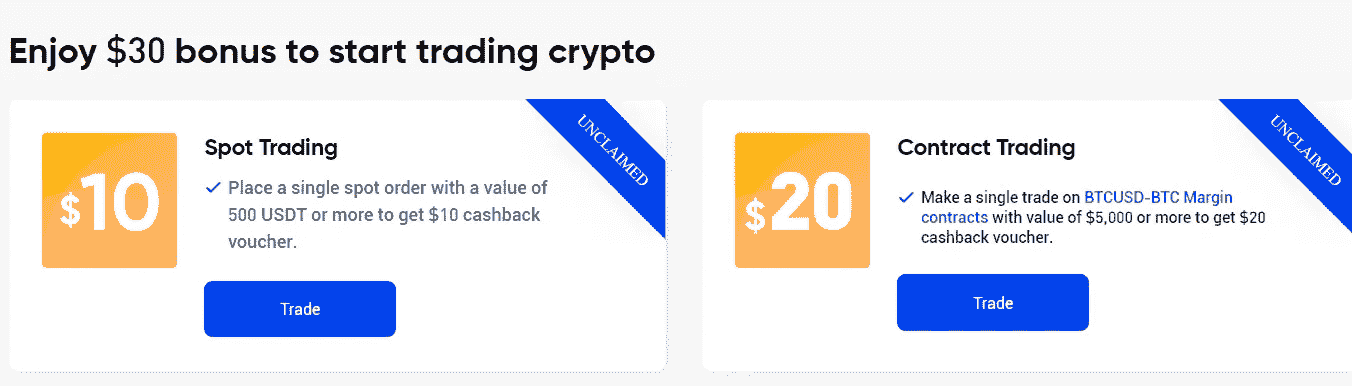 Enjoy $30 bonus to start trading crypto
$10
UNCLAIMED
Spot Trading
Place a single spot order with a value of
500 USDT or more to get $10 cashback
voucher.
Trade
$20
UNCLAIMED
Contract Trading
Make a single trade on BTCUSD-BTC Margin
contracts with value of $5,000 or more to get $20
cashback voucher.
Trade